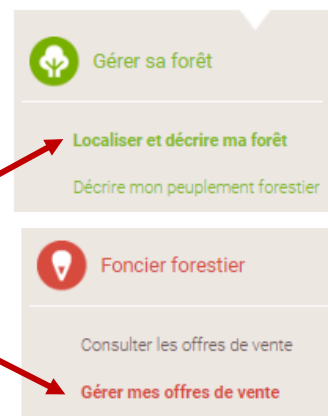 Gérer sa forêt
Localiser et décrire ma forêt
Décrire mon peuplement forestier
Foncier forestier
Consulter les offres de vente
Gérer mes offres de vente